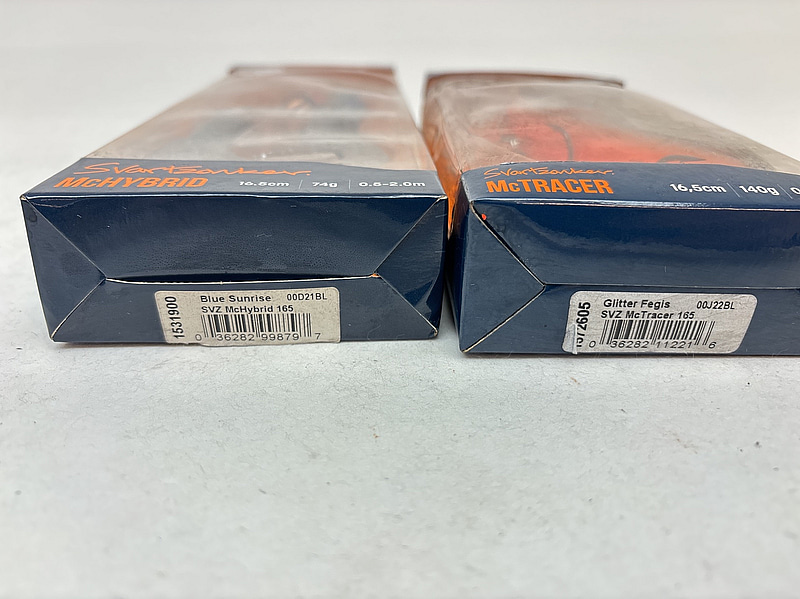 Svartzonker
McHYBRID 16.5cm | 74g | 0.5-2.0m
1531900
Blue Sunrise 00D21BL
SVZ McHybrid 165
0 36282 99879 7
Svartzonker
McTRACER 16,5cm | 140g | 0
Glitter Fegis 00J22BL
SVZ McTracer 165
0 36282 11221 6